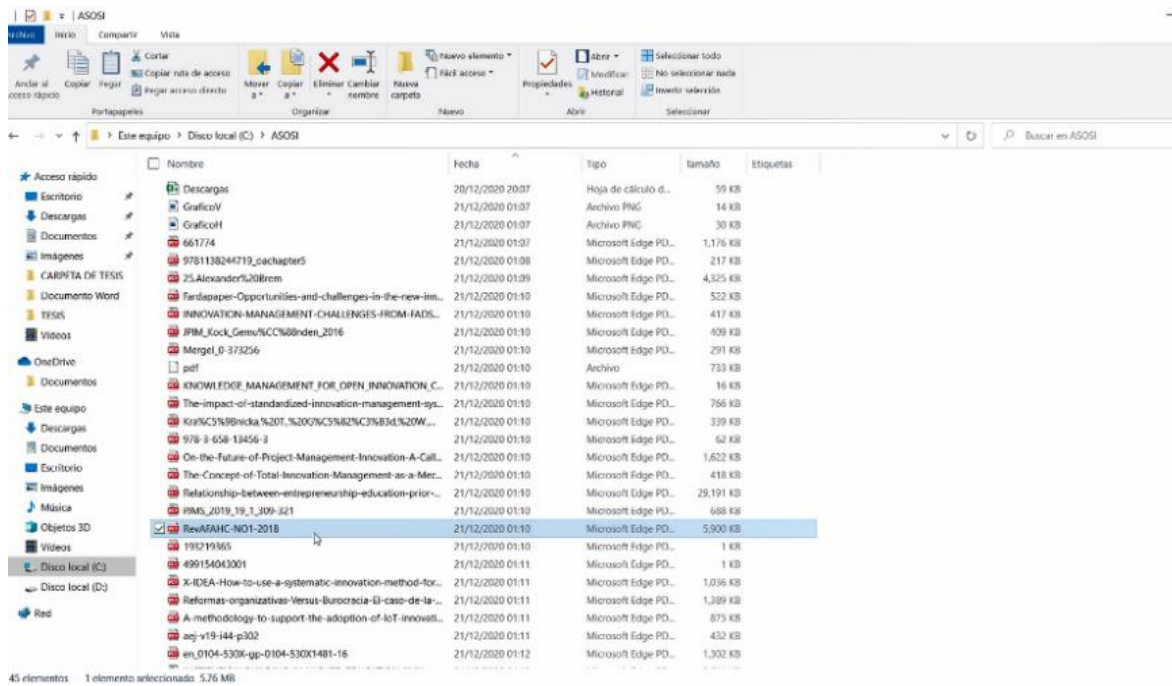 ASOSI
Archivo Inicio Compartir Vista
Anclar al Acceso rápido
Copiar
Pegar
Cortar
Copiar ruta de acceso
Pegar acceso directo
Portapapeles
Mover a
Copiar a
Eliminar
Cambiar nombre
Organizar
Nueva carpeta
Nuevo elemento
Fácil acceso
Nuevo
Propiedades
Abrir
Modificar
Historial
Abrir
Seleccionar todo
No seleccionar nada
Invertir selección
Seleccionar
Este equipo > Disco local (C:) > ASOSI
Buscar en ASOSI
Acceso rápido
Escritorio
Descargas
Documentos
Imágenes
CARPETA DE TESIS
Documento Word
TESIS
Vídeos
OneDrive
Documentos
Este equipo
Descargas
Documentos
Escritorio
Imágenes
Música
Objetos 3D
Vídeos
Disco local (C:)
Disco local (D:)
Red
Nombre Fecha Tipo Tamaño Etiquetas
Descargas 20/12/2020 20:07 Hoja de cálculo d... 59 KB
GraficoV 21/12/2020 01:07 Archivo PNG 14 KB
GraficoH 21/12/2020 01:07 Archivo PNG 30 KB
661774 21/12/2020 01:07 Microsoft Edge PD... 1,176 KB
9781138244719_oachapter5 21/12/2020 01:08 Microsoft Edge PD... 217 KB
25.Alexander%20Brem 21/12/2020 01:09 Microsoft Edge PD... 4,325 KB
Fardapaper-Opportunities-and-challenges-in-the-new-inn... 21/12/2020 01:10 Microsoft Edge PD... 522 KB
INNOVATION-MANAGEMENT-CHALLENGES-FROM-FADS... 21/12/2020 01:10 Microsoft Edge PD... 417 KB
JPIM_Kock_Gemu%CC%88nden_2016 21/12/2020 01:10 Microsoft Edge PD... 409 KB
Mergel_0-373256 21/12/2020 01:10 Microsoft Edge PD... 291 KB
pdf 21/12/2020 01:10 Archivo 733 KB
KNOWLEDGE_MANAGEMENT_FOR_OPEN_INNOVATION_C... 21/12/2020 01:10 Microsoft Edge PD... 16 KB
The-impact-of-standardized-innovation-management-sys... 21/12/2020 01:10 Microsoft Edge PD... 766 KB
Kra%C5%9Bnicka,%20T.,%20G%C5%82%C3%B3d,%20W.,... 21/12/2020 01:10 Microsoft Edge PD... 339 KB
978-3-658-13456-3 21/12/2020 01:10 Microsoft Edge PD... 62 KB
On-the-Future-of-Project-Management-Innovation-A-Call... 21/12/2020 01:10 Microsoft Edge PD... 1,622 KB
The-Concept-of-Total-Innovation-Management-as-a-Mec... 21/12/2020 01:10 Microsoft Edge PD... 418 KB
Relationship-between-entrepreneurship-education-prior-... 21/12/2020 01:10 Microsoft Edge PD... 29,191 KB
PIMS_2019_19_1_309-321 21/12/2020 01:10 Microsoft Edge PD... 688 KB
RevAFAHC-NO1-2018 21/12/2020 01:10 Microsoft Edge PD... 5,900 KB
193219365 21/12/2020 01:10 Microsoft Edge PD... 1 KB
499154043001 21/12/2020 01:11 Microsoft Edge PD... 1 KB
X-IDEA-How-to-use-a-systematic-innovation-method-for... 21/12/2020 01:11 Microsoft Edge PD... 1,036 KB
Reformas-organizativas-Versus-Burocracia-El-caso-de-la-... 21/12/2020 01:11 Microsoft Edge PD... 1,389 KB
A-methodology-to-support-the-adoption-of-IoT-innovati... 21/12/2020 01:11 Microsoft Edge PD... 875 KB
aej-v19-i44-p302 21/12/2020 01:11 Microsoft Edge PD... 432 KB
en_0104-530X-gp-0104-530X1481-16 21/12/2020 01:12 Microsoft Edge PD... 1,302 KB
45 elementos 1 elemento seleccionado 5.76 MB